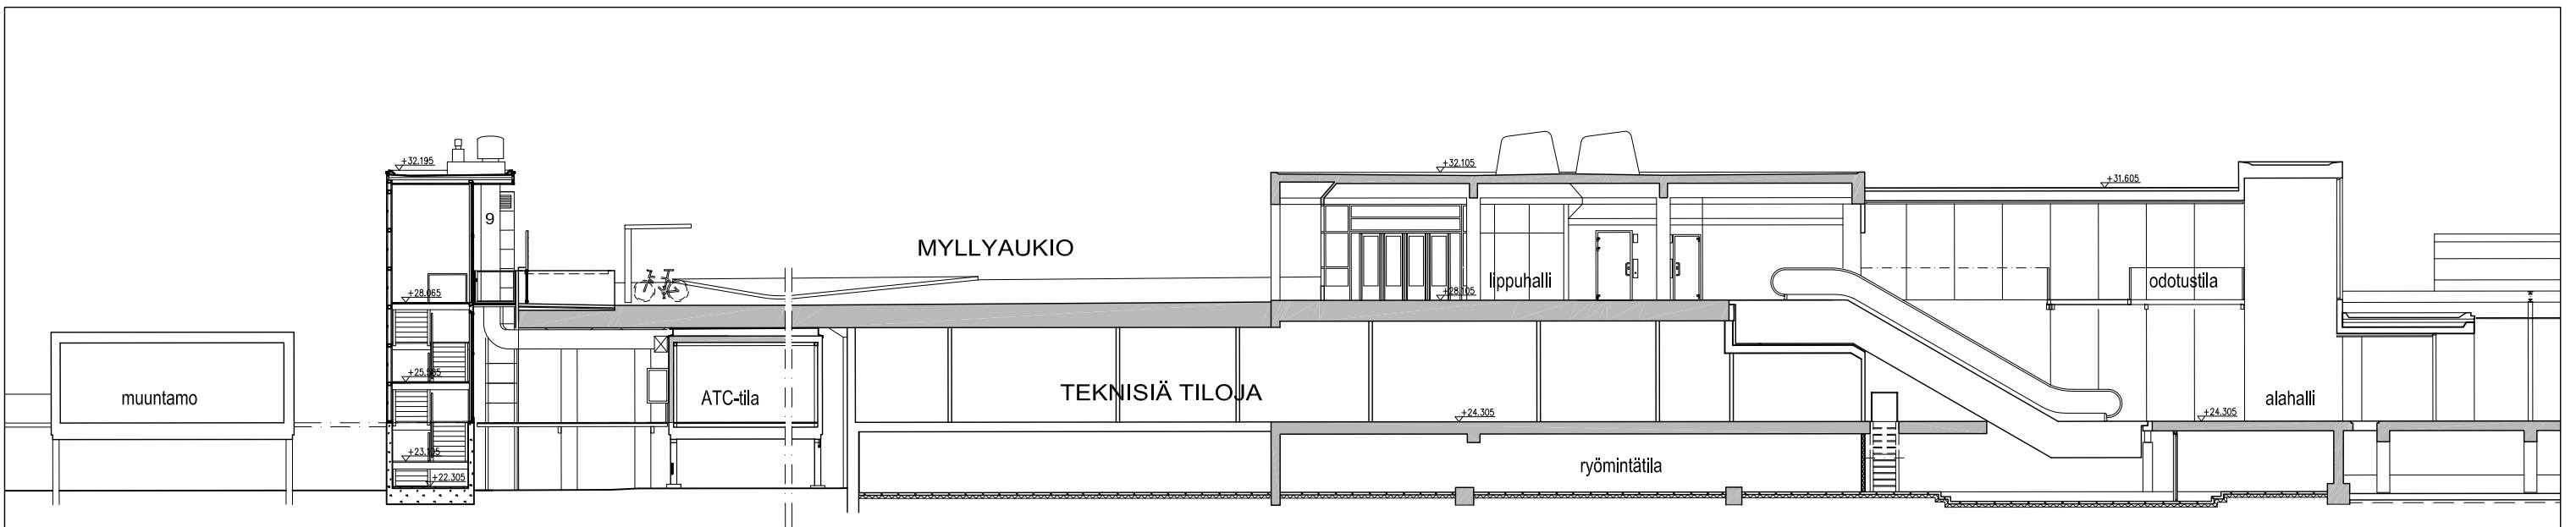 +32.195
+32.105
+31.605
9
MYLLYAUKIO
lippuhalli
odotustila
+28.065
+28.105
+25.585
muuntamo
ATC-tila
TEKNISIÄ TILOJA
alahalli
+24.305
+24.305
+23.105
ryömintätila
+22.305